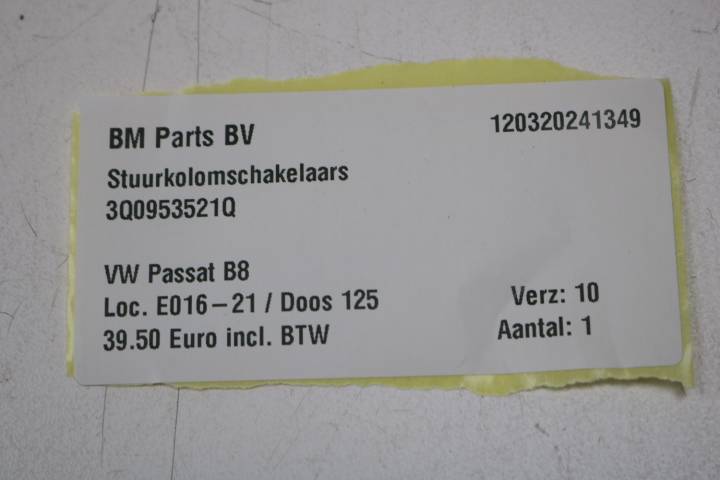 BM Parts BV
120320241349
Stuurkolomschakelaars
3Q0953521Q
VW Passat B8
Loc. E016-21 / Doos 125
Verz: 10
39.50 Euro incl. BTW
Aantal: 1